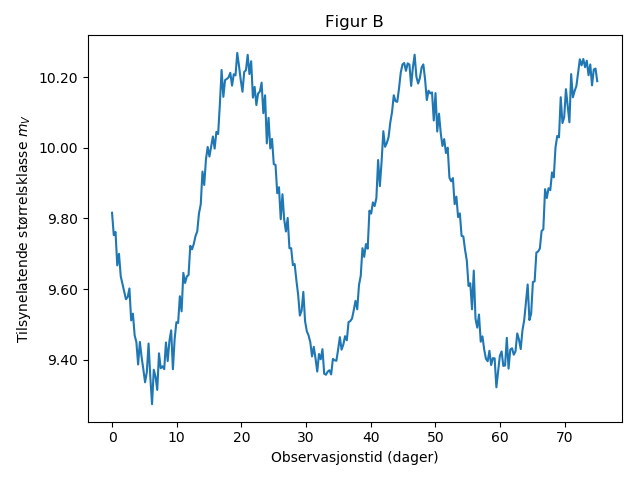 Figur B
Tilsynelatende størrelsesklasse $m_V$
10.20
10.00
9.80
9.60
9.40
0 10 20 30 40 50 60 70
Observasjonstid (dager)